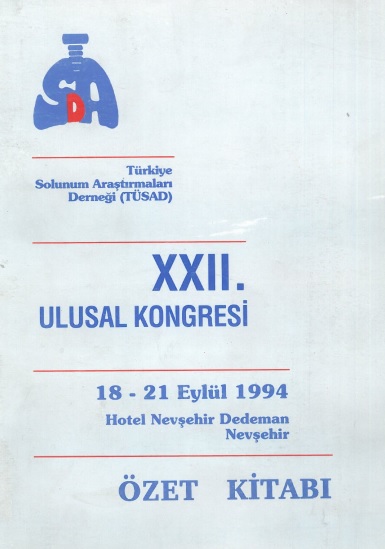 SDA
Türkiye
Solunum Araştırmaları
Derneği (TÜSAD)
XXII.
ULUSAL KONGRESİ
18 - 21 Eylül 1994
Hotel Nevşehir Dedeman
Nevşehir
ÖZET KİTABI